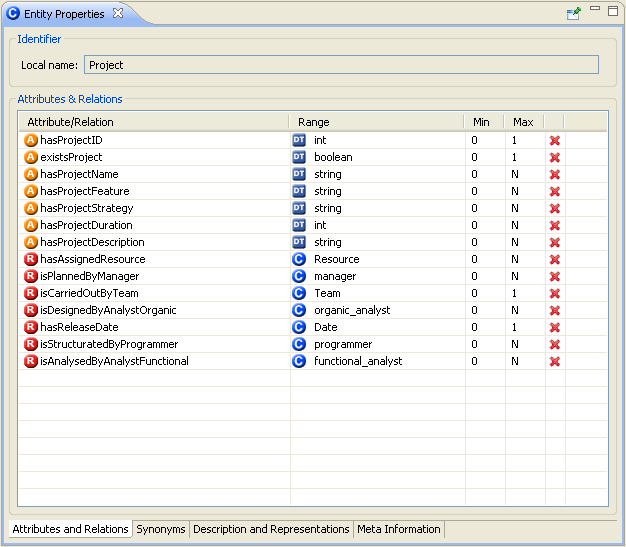 C Entity Properties
Identifier
Local name: Project
Attributes & Relations
Attribute/Relation Range Min Max
A hasProjectID DT int 0 1
A existsProject DT boolean 0 1
A hasProjectName DT string 0 N
A hasProjectFeature DT string 0 N
A hasProjectStrategy DT string 0 N
A hasProjectDuration DT int 0 N
A hasProjectDescription DT string 0 N
R hasAssignedResource C Resource 0 N
R isPlannedByManager C manager 0 N
R isCarriedOutByTeam C Team 0 1
R isDesignedByAnalystOrganic C organic_analyst 0 N
R hasReleaseDate C Date 0 1
R isStructuratedByProgrammer C programmer 0 N
R isAnalysedByAnalystFunctional C functional_analyst 0 N
Attributes and Relations Synonyms Description and Representations Meta Information